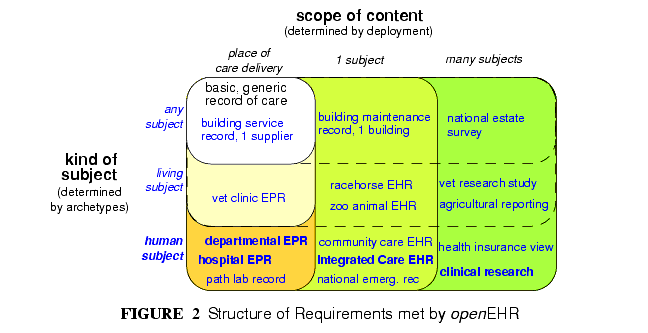 scope of content
(determined by deployment)
place of
care delivery
1 subject
many subjects
kind of
subject
(determined
by archetypes)
any
subject
basic, generic
record of care
building service
record, 1 supplier
building maintenance
record, 1 building
national estate
survey
living
subject
vet clinic EPR
racehorse EHR
zoo animal EHR
vet research study
agricultural reporting
human
subject
departmental EPR
hospital EPR
path lab record
community care EHR
Integrated Care EHR
national emerg. rec
health insurance view
clinical research
FIGURE 2 Structure of Requirements met by openEHR